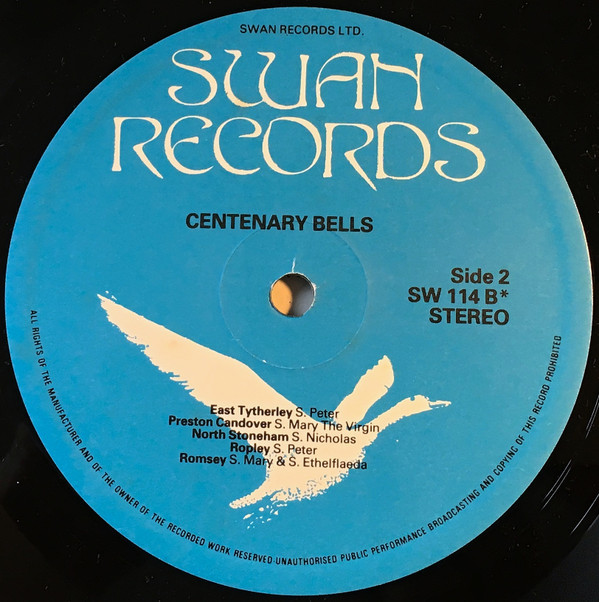 SWAN RECORDS LTD.
SWAN
RECORDS
CENTENARY BELLS
Side 2
SW 114 B*
STEREO
East Tytherley S. Peter
Preston Candover S. Mary The Virgin
North Stoneham S. Nicholas
Ropley S. Peter
Romsey S. Mary & S. Ethelflaeda
ALL RIGHTS OF THE MANUFACTURER AND OF THE OWNER OF THE RECORDED WORK RESERVED-UNAUTHORISED PUBLIC PERFORMANCE BROADCASTING AND COPYING OF THIS RECORD PROHIBITED